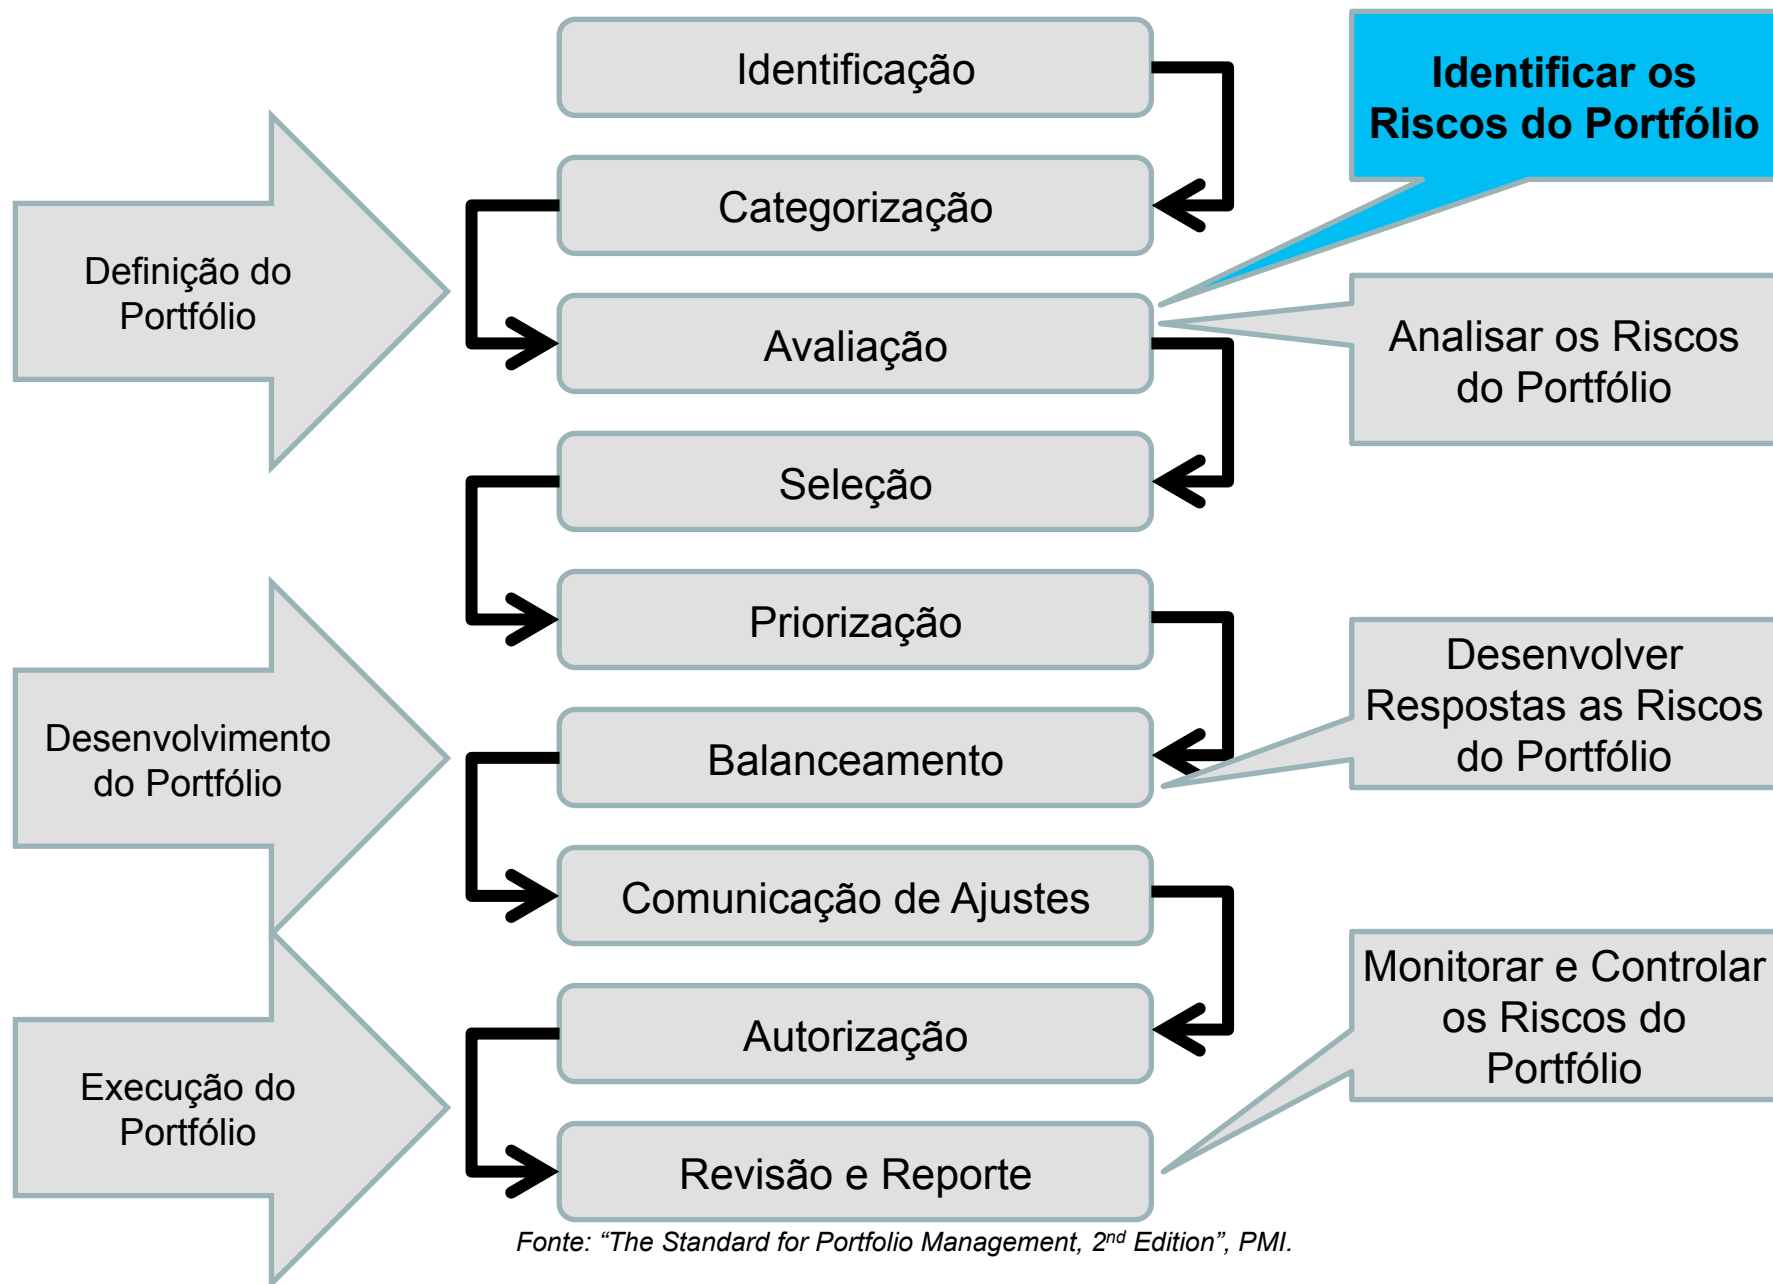 Identificação
Identificar os
Riscos do Portfólio
Categorização
Definição do
Portfólio
Avaliação
Analisar os Riscos
do Portfólio
Seleção
Priorização
Desenvolver
Respostas as Riscos
do Portfólio
Desenvolvimento
do Portfólio
Balanceamento
Comunicação de Ajustes
Monitorar e Controlar
os Riscos do
Portfólio
Autorização
Execução do
Portfólio
Revisão e Reporte
Fonte: “The Standard for Portfolio Management, 2nd Edition”, PMI.